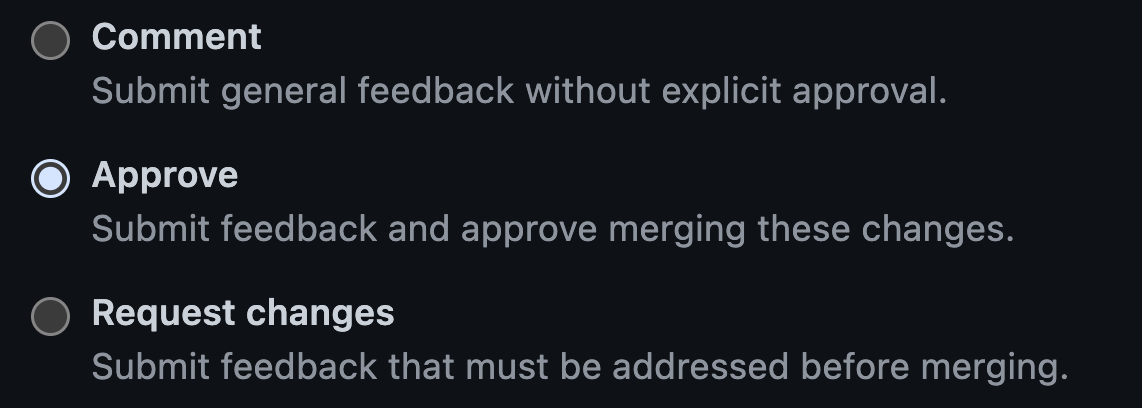 Comment
Submit general feedback without explicit approval.
Approve
Submit feedback and approve merging these changes.
Request changes
Submit feedback that must be addressed before merging.